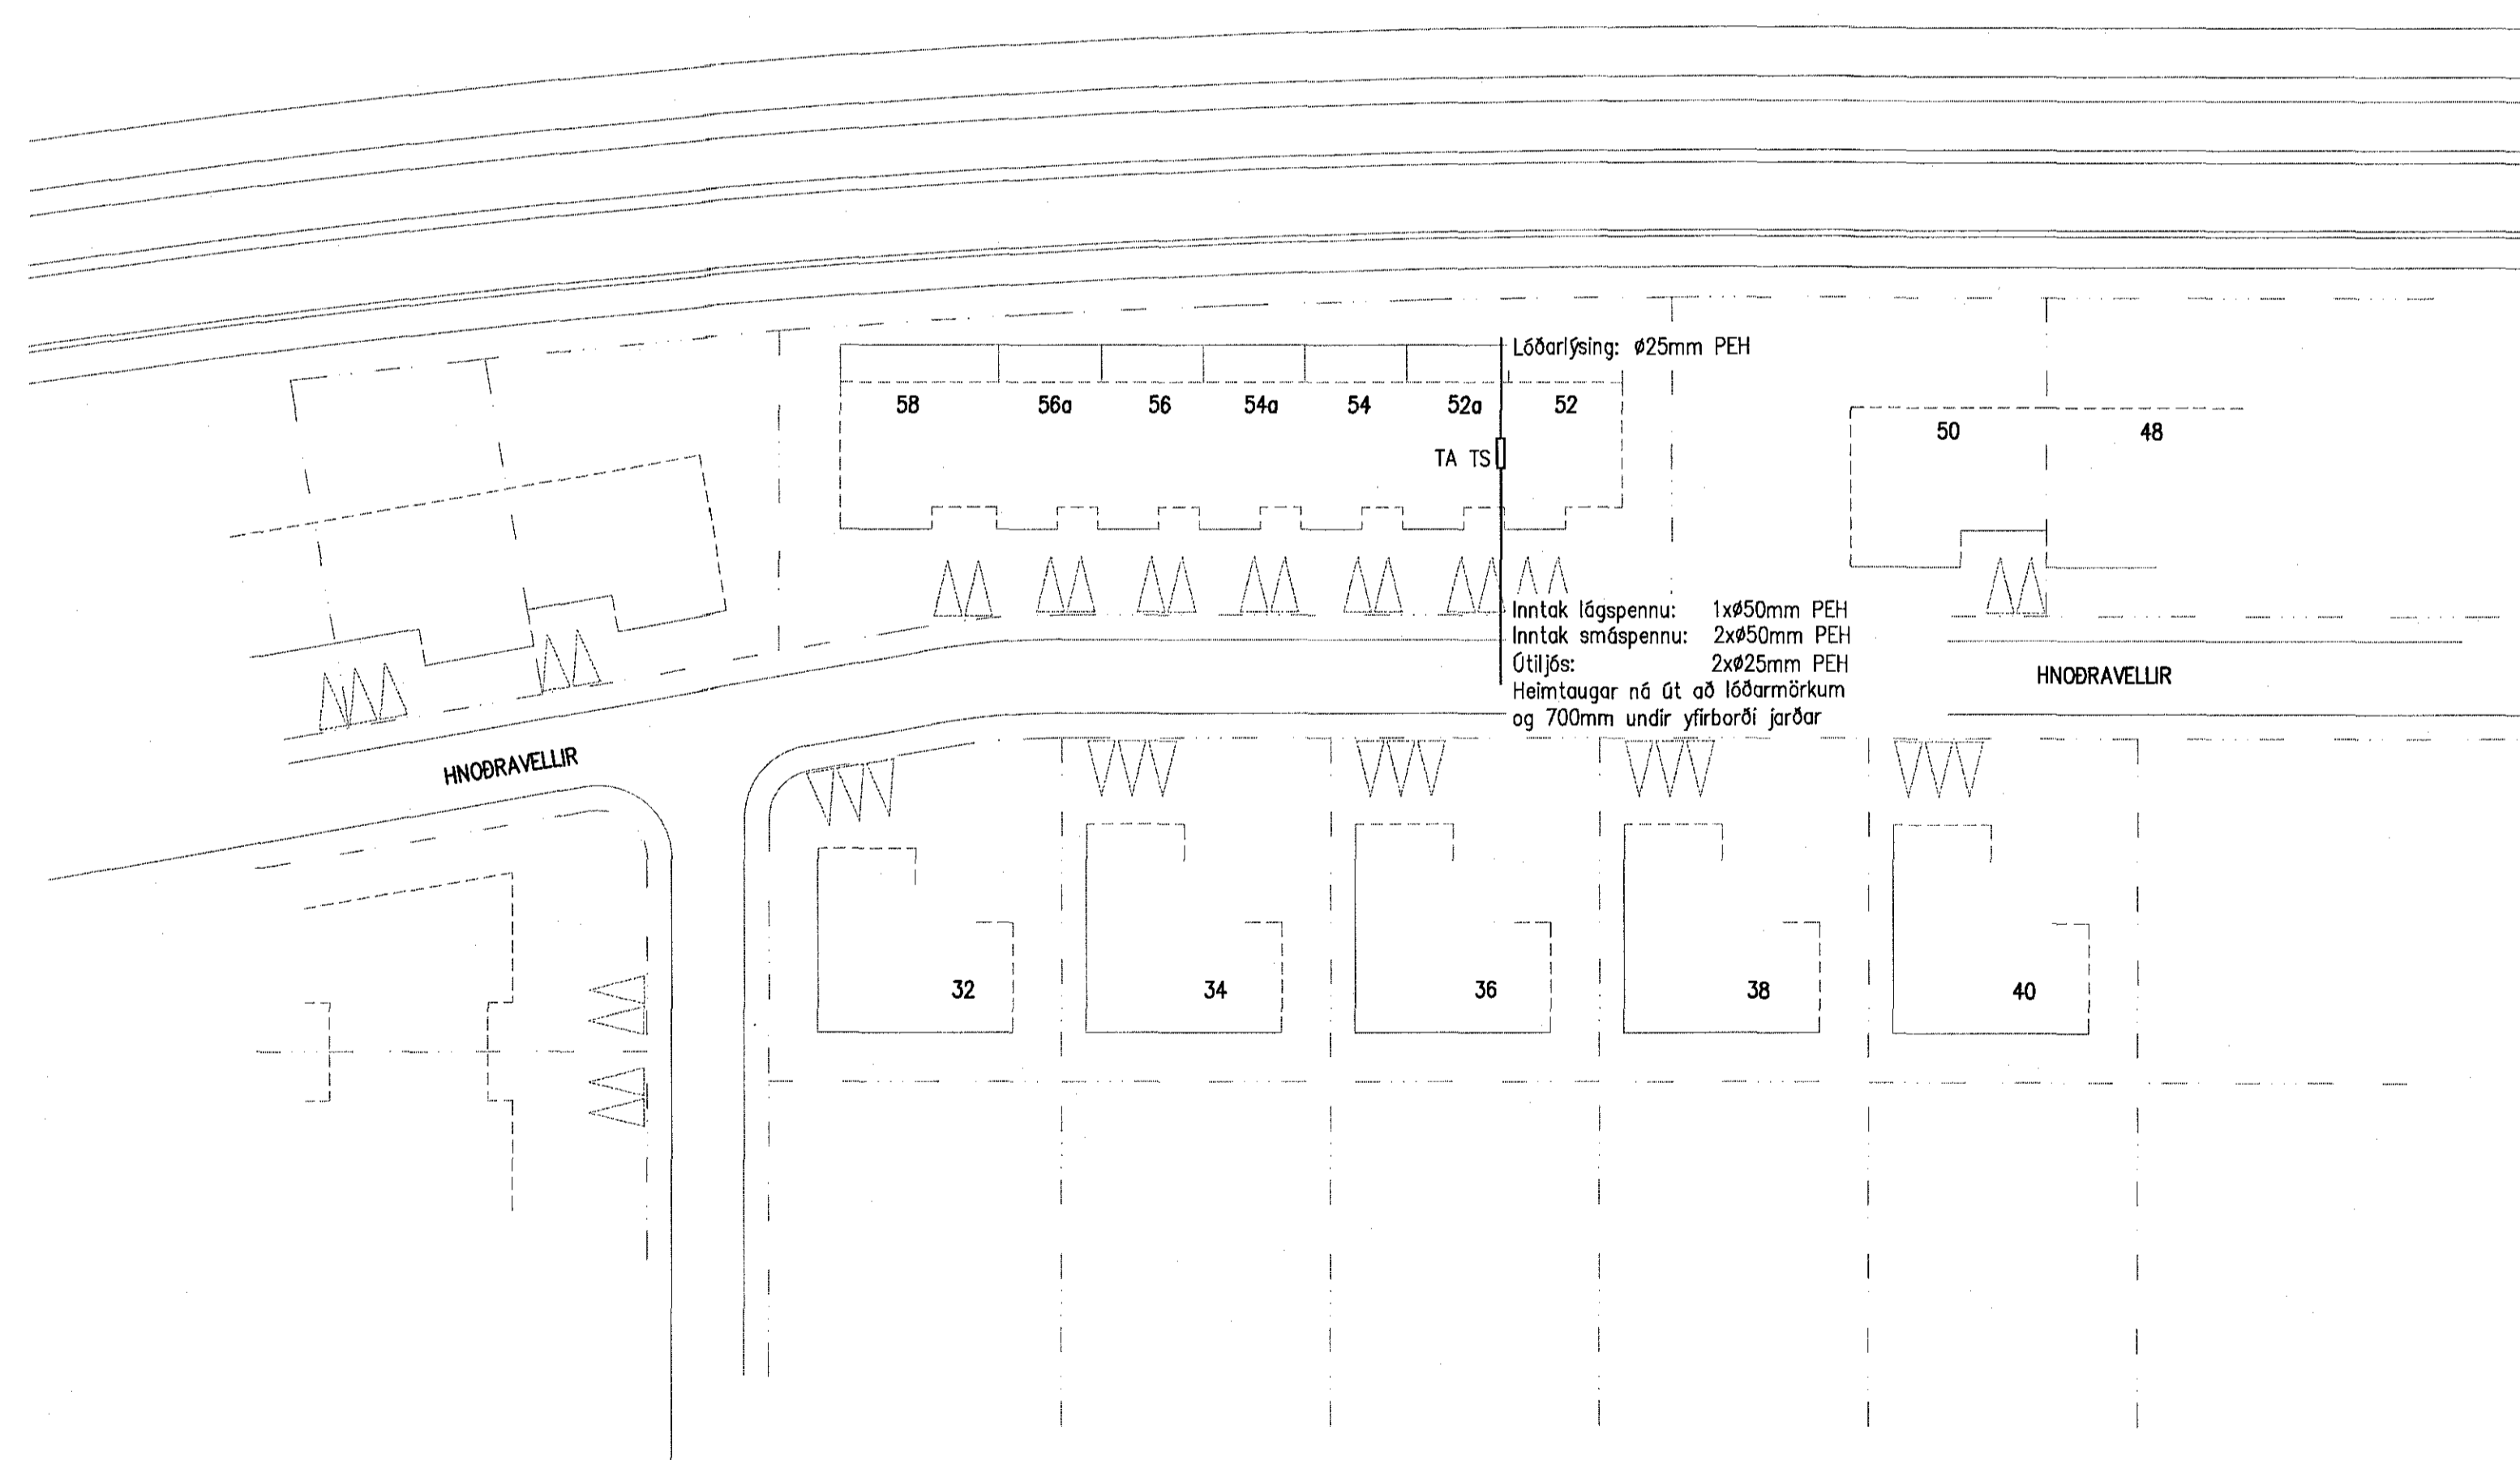 Lóðarlýsing: ø25mm PEH
58 56a 56 54a 54 52a 52
50 48
TA TS
Inntak lágspennu: 1xø50mm PEH
Inntak smáspennu: 2xø50mm PEH
Útiljós: 2xø25mm PEH
Heimtaugar ná út að lóðarmörkum
og 700mm undir yfirborði jarðar
HNOÐRAVELLIR
HNOÐRAVELLIR
32 34 36 38 40